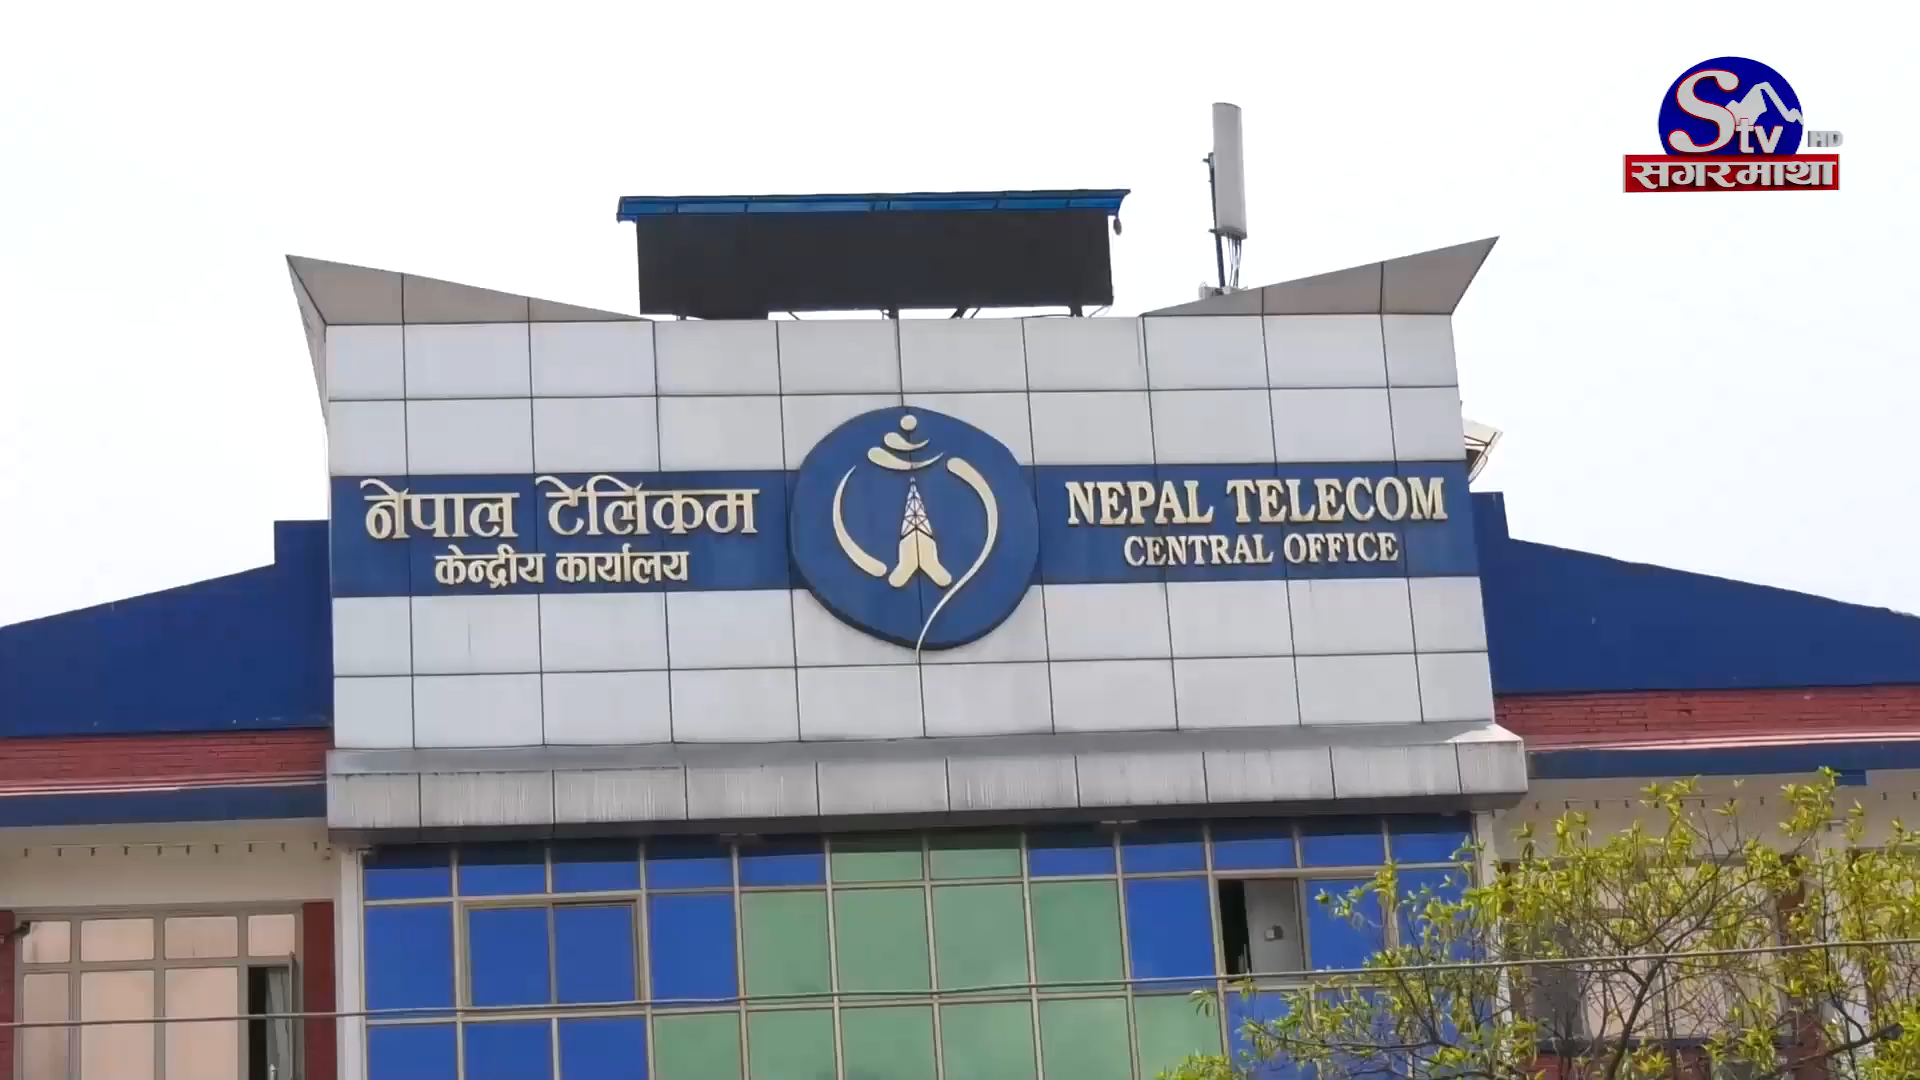 Stv HD
सगरमाथा
नेपाल टेलिकम
केन्द्रीय कार्यालय
NEPAL TELECOM
CENTRAL OFFICE